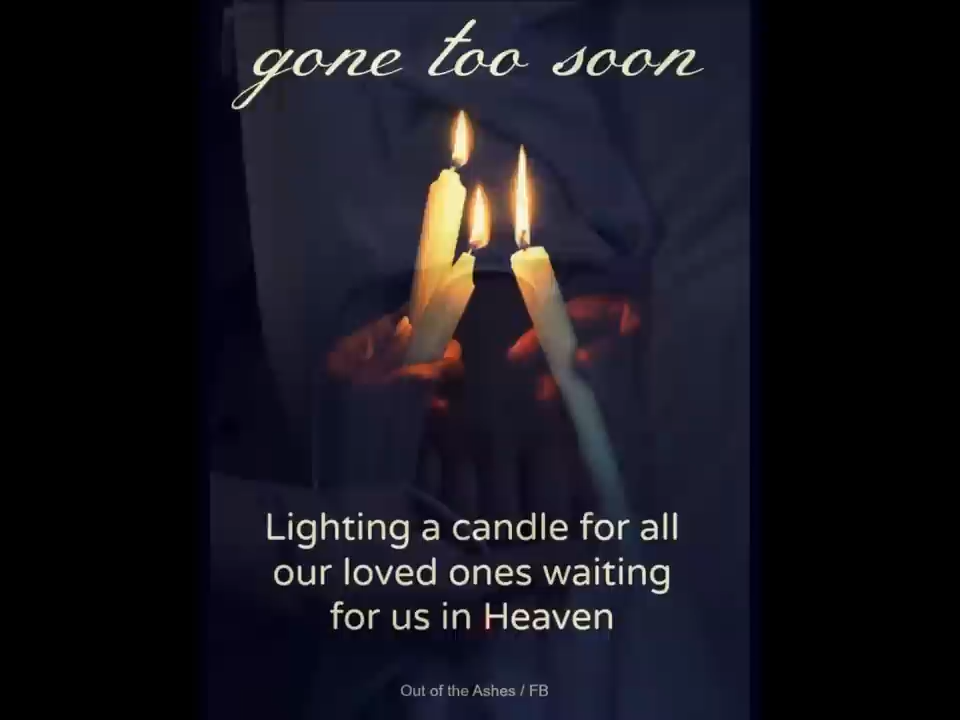 gone too soon
Lighting a candle for all
our loved ones waiting
for us in Heaven
Out of the Ashes / FB